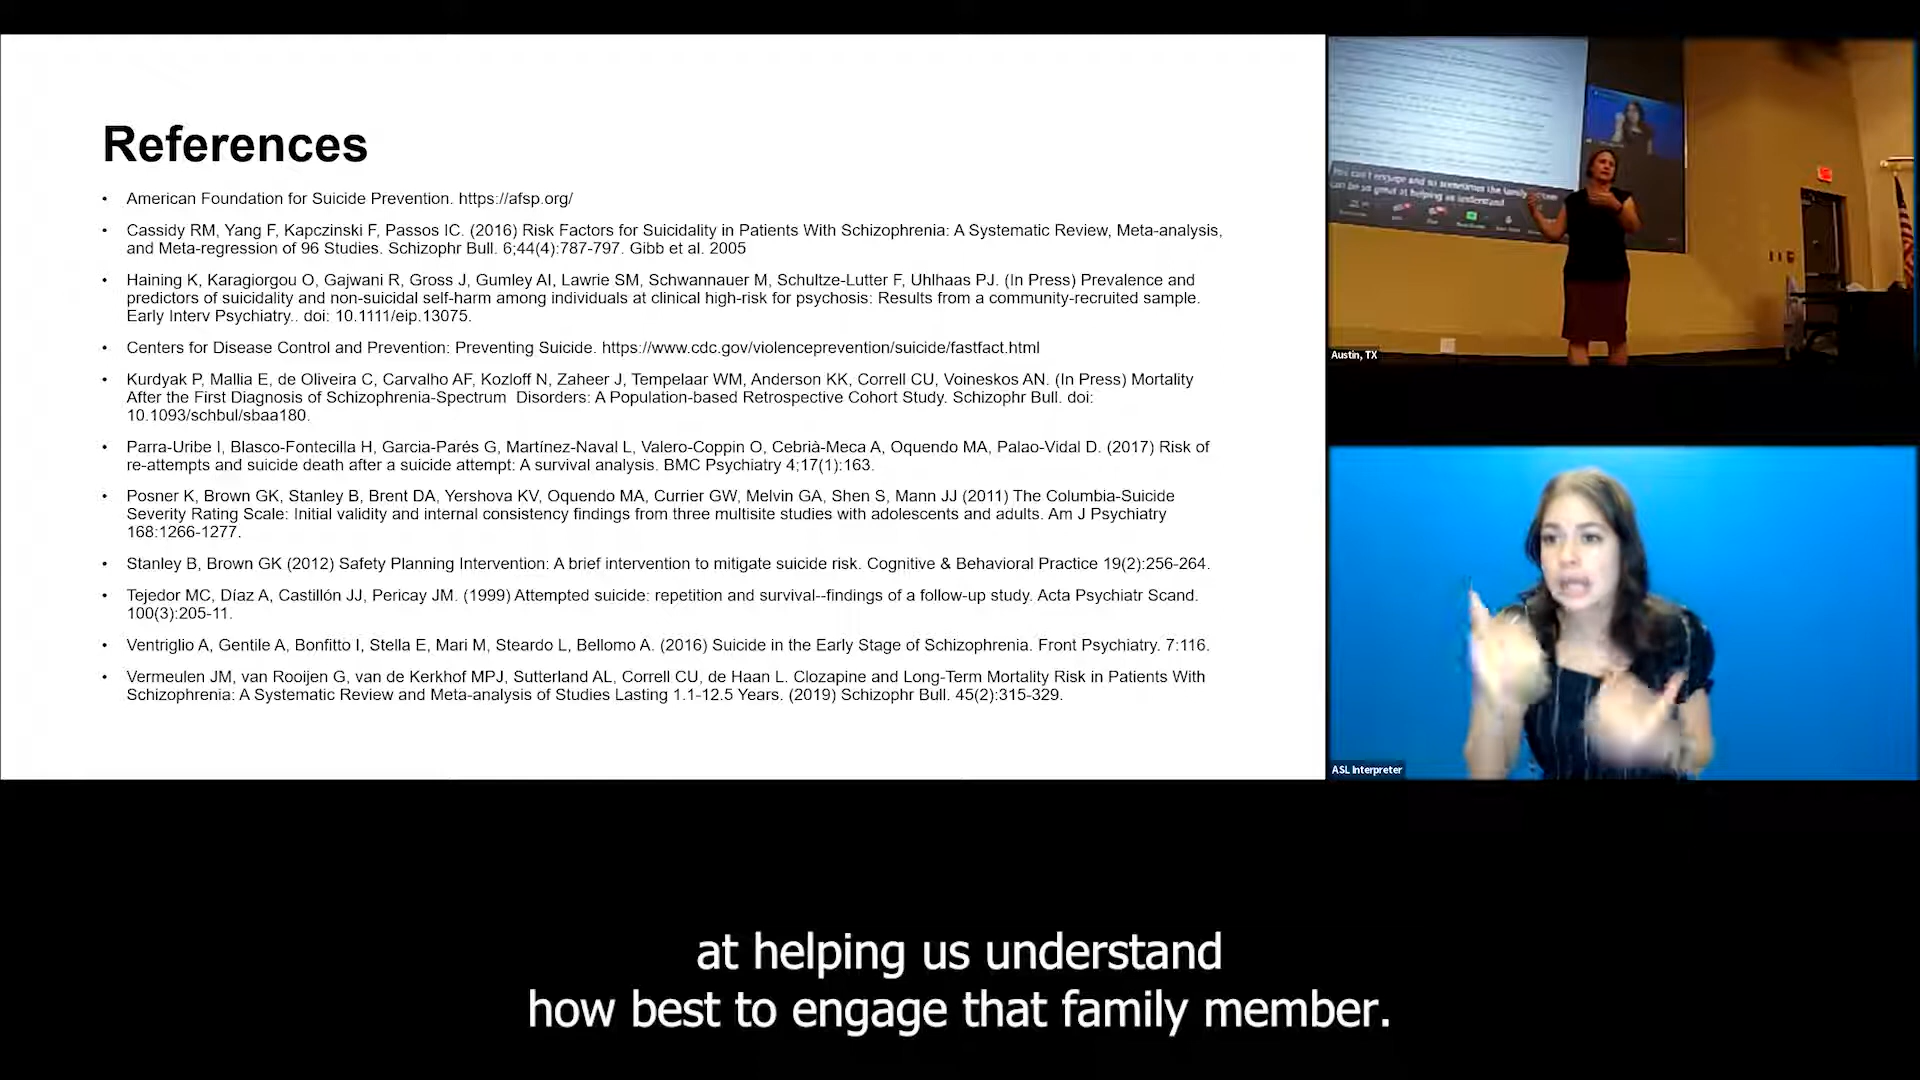 References
• American Foundation for Suicide Prevention. https://afsp.org/
• Cassidy RM, Yang F, Kapczinski F, Passos IC. (2016) Risk Factors for Suicidality in Patients With Schizophrenia: A Systematic Review, Meta-analysis,
and Meta-regression of 96 Studies. Schizophr Bull. 6;44(4):787-797. Gibb et al. 2005
• Haining K, Karagiorgou O, Gajwani R, Gross J, Gumley AI, Lawrie SM, Schwannauer M, Schultze-Lutter F, Uhlhaas PJ. (In Press) Prevalence and
predictors of suicidality and non-suicidal self-harm among individuals at clinical high-risk for psychosis: Results from a community-recruited sample.
Early Interv Psychiatry.. doi: 10.1111/eip.13075.
• Centers for Disease Control and Prevention: Preventing Suicide. https://www.cdc.gov/violenceprevention/suicide/fastfact.html
• Kurdyak P, Mallia E, de Oliveira C, Carvalho AF, Kozloff N, Zaheer J, Tempelaar WM, Anderson KK, Correll CU, Voineskos AN. (In Press) Mortality
After the First Diagnosis of Schizophrenia-Spectrum Disorders: A Population-based Retrospective Cohort Study. Schizophr Bull. doi:
10.1093/schbul/sbaa180.
• Parra-Uribe I, Blasco-Fontecilla H, Garcia-Parés G, Martínez-Naval L, Valero-Coppin O, Cebrià-Meca A, Oquendo MA, Palao-Vidal D. (2017) Risk of
re-attempts and suicide death after a suicide attempt: A survival analysis. BMC Psychiatry 4;17(1):163.
• Posner K, Brown GK, Stanley B, Brent DA, Yershova KV, Oquendo MA, Currier GW, Melvin GA, Shen S, Mann JJ (2011) The Columbia-Suicide
Severity Rating Scale: Initial validity and internal consistency findings from three multisite studies with adolescents and adults. Am J Psychiatry
168:1266-1277.
• Stanley B, Brown GK (2012) Safety Planning Intervention: A brief intervention to mitigate suicide risk. Cognitive & Behavioral Practice 19(2):256-264.
• Tejedor MC, Díaz A, Castillón JJ, Pericay JM. (1999) Attempted suicide: repetition and survival--findings of a follow-up study. Acta Psychiatr Scand.
100(3):205-11.
• Ventriglio A, Gentile A, Bonfitto I, Stella E, Mari M, Steardo L, Bellomo A. (2016) Suicide in the Early Stage of Schizophrenia. Front Psychiatry. 7:116.
• Vermeulen JM, van Rooijen G, van de Kerkhof MPJ, Sutterland AL, Correll CU, de Haan L. Clozapine and Long-Term Mortality Risk in Patients With
Schizophrenia: A Systematic Review and Meta-analysis of Studies Lasting 1.1-12.5 Years. (2019) Schizophr Bull. 45(2):315-329.
can't engage and so sometimes the family
can be so great at helping us understand
Austin, TX
ASL Interpreter
at helping us understand
how best to engage that family member.